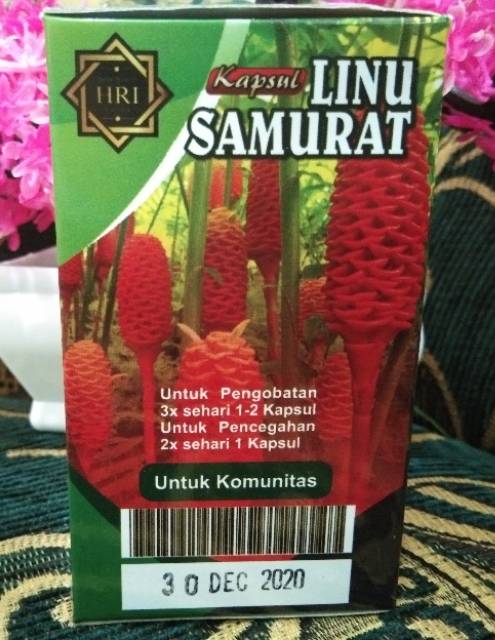 HRI
Kapsul LINU
SAMURAT
Untuk Pengobatan
3x sehari 1-2 Kapsul
Untuk Pencegahan
2x sehari 1 Kapsul
Untuk Komunitas
30 DEC 2020